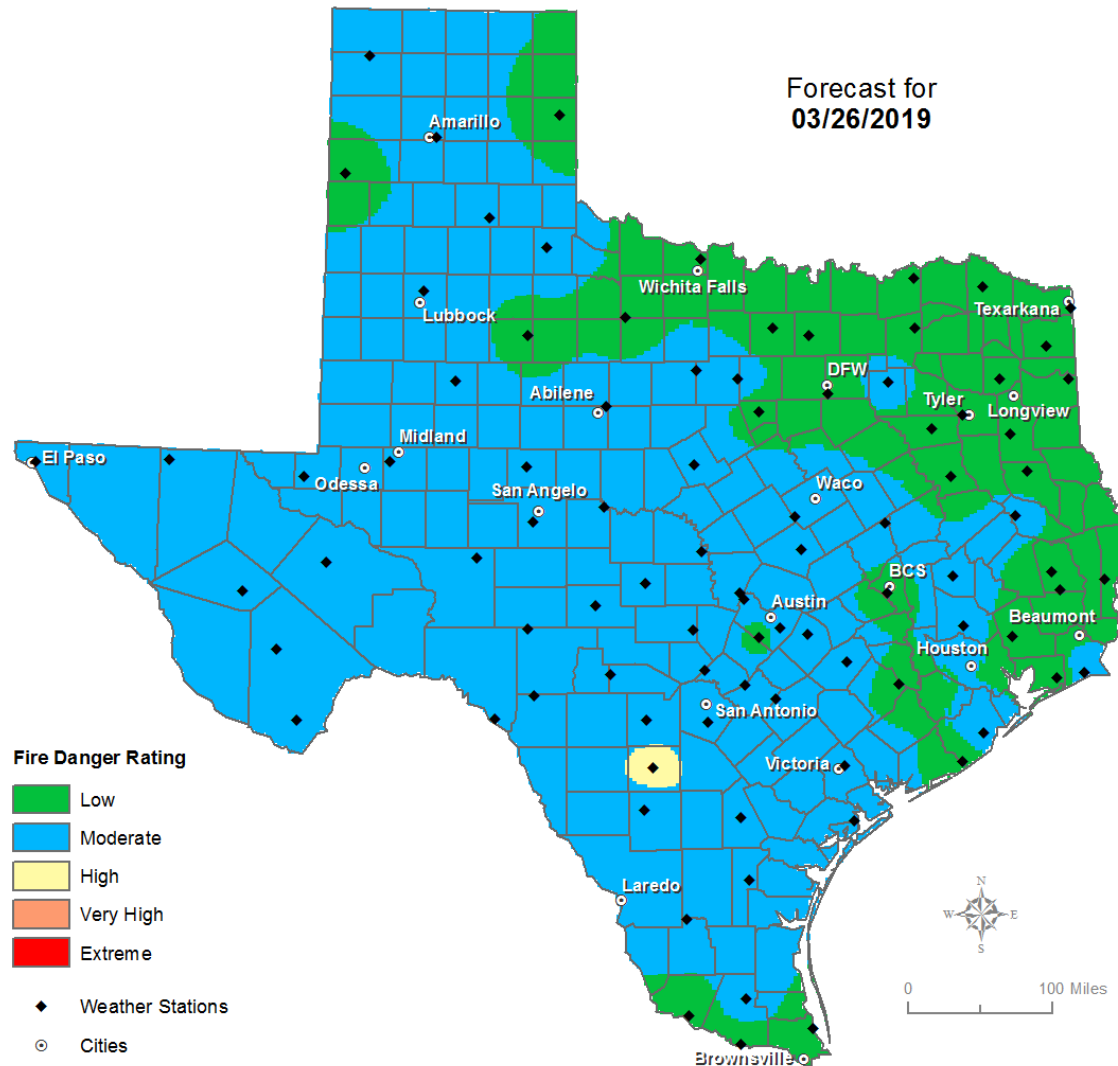 Forecast for
03/26/2019
Amarillo
Wichita Falls
Texarkana
Lubbock
DFW
Abilene
Tyler
Longview
Midland
El Paso
Odessa
San Angelo
Waco
BCS
Austin
Beaumont
Houston
San Antonio
Victoria
Fire Danger Rating
Low
Moderate
High
Very High
Extreme
Weather Stations
Cities
Laredo
Brownsville
N
W
E
S
0
100 Miles